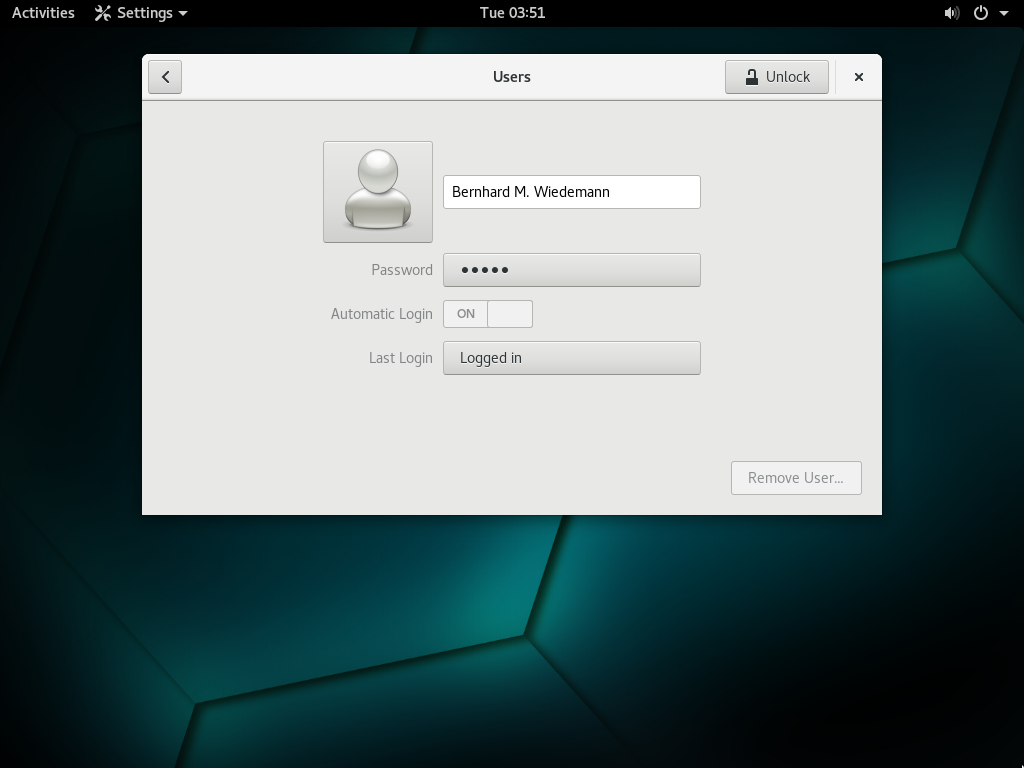 Activities Settings Tue 03:51
Users Unlock
Bernhard M. Wiedemann
Password •••••
Automatic Login ON
Last Login Logged in
Remove User...